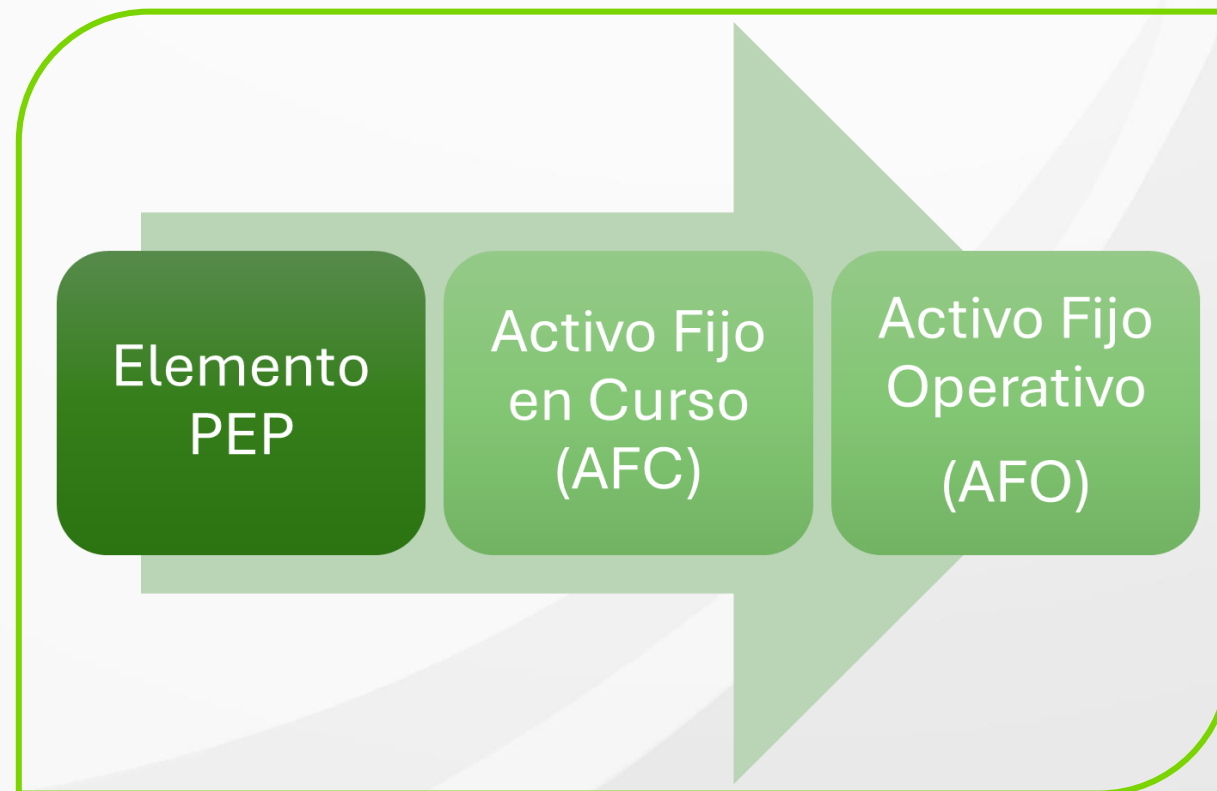 Elemento
PEP
Activo Fijo
en Curso
(AFC)
Activo Fijo
Operativo
(AFO)